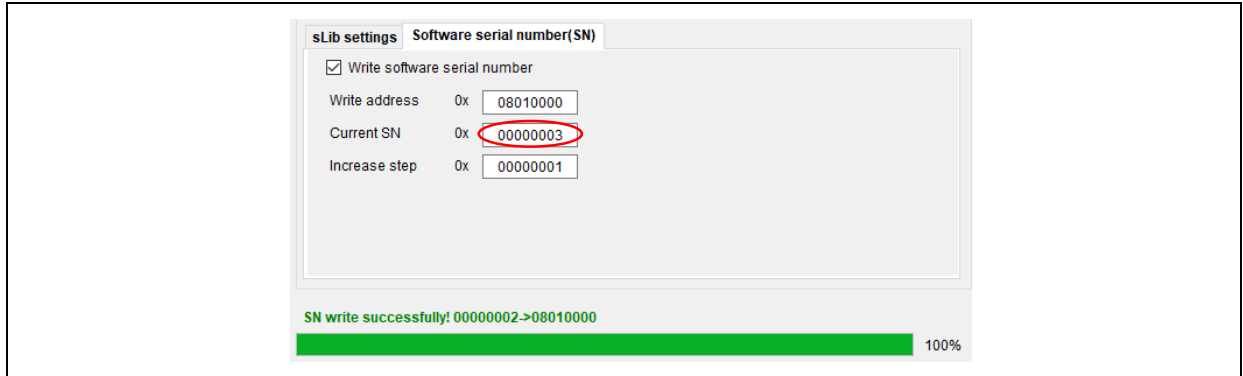 sLib settings Software serial number(SN)
Write software serial number
Write address 0x 08010000
Current SN 0x 00000003
Increase step 0x 00000001
SN write successfully! 00000002->08010000
100%